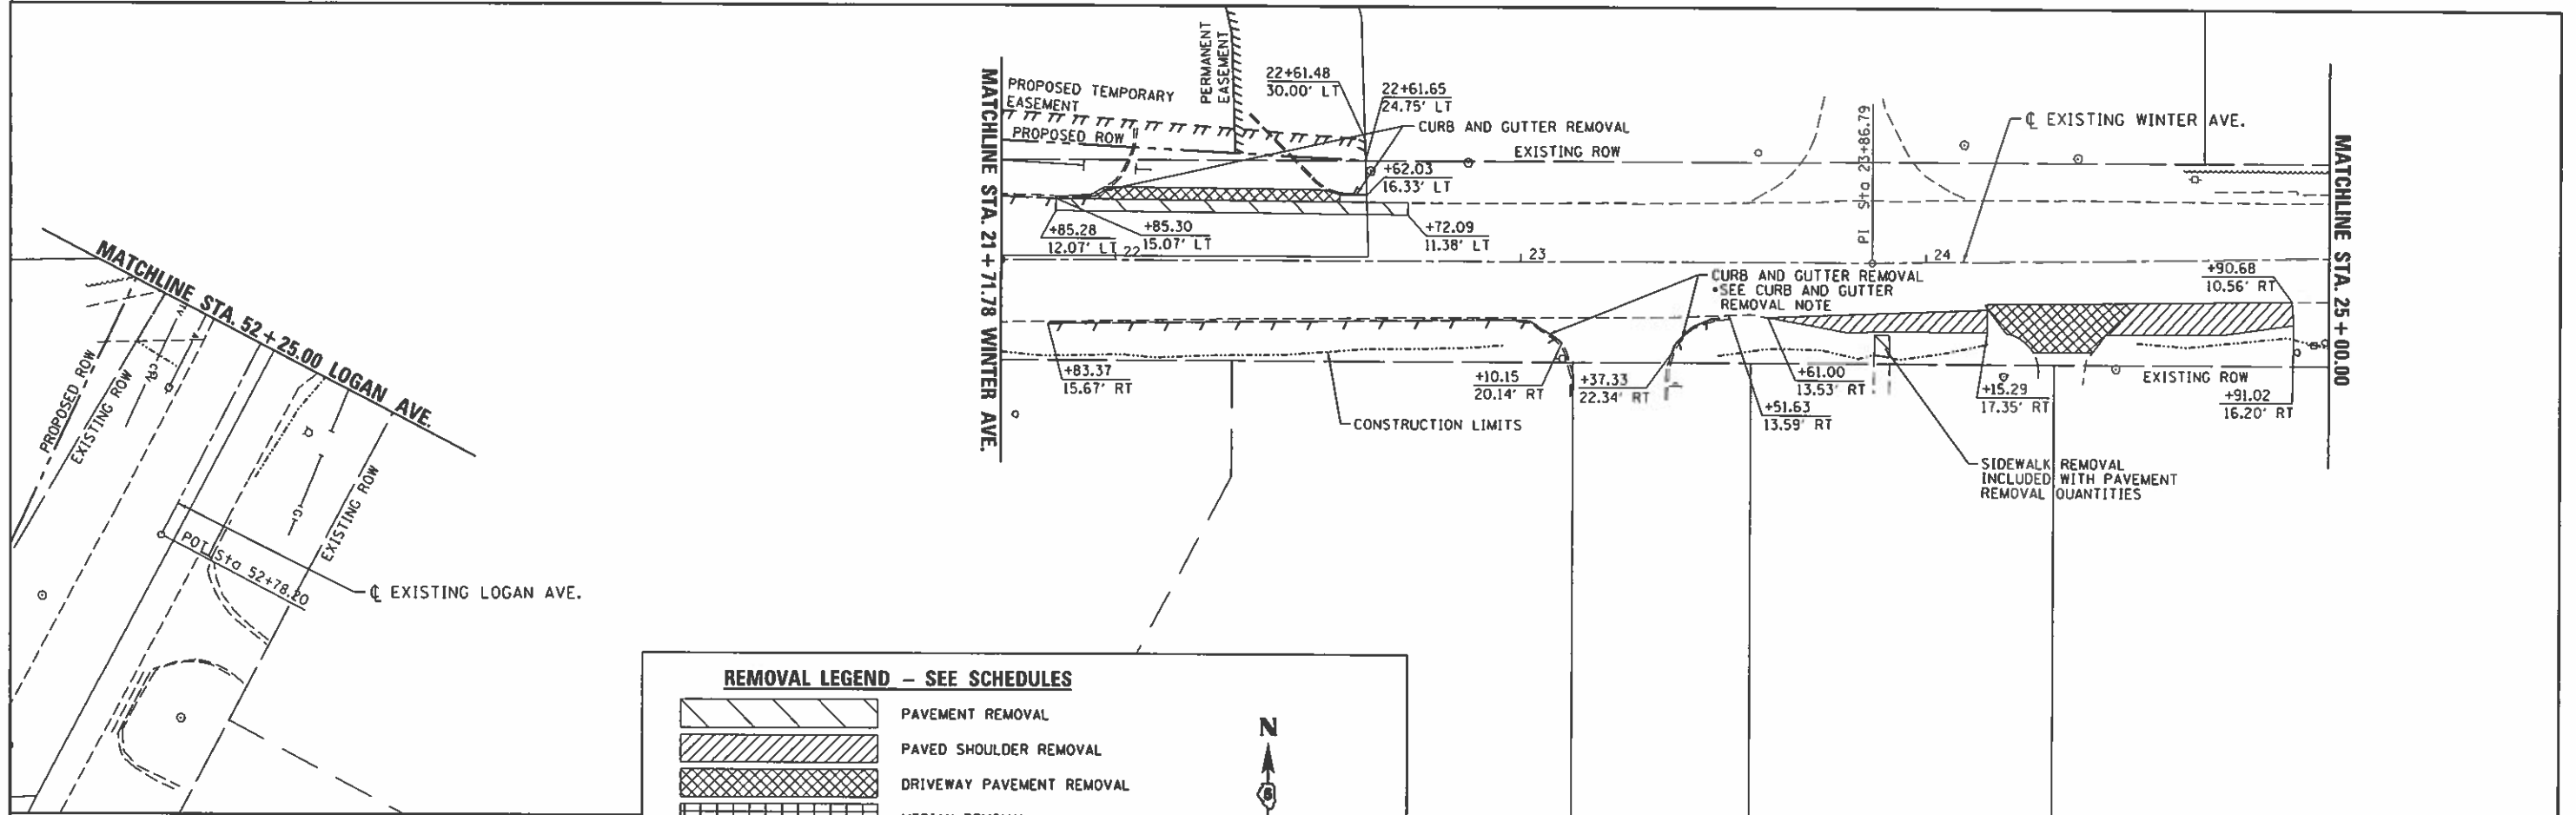 MATCHLINE STA. 21+71.78 WINTER AVE.
PROPOSED TEMPORARY
EASEMENT
PROPOSED ROW
PERMANENT
EASEMENT
22+61.48
30.00' LT
22+61.65
24.75' LT
CURB AND GUTTER REMOVAL
EXISTING ROW
+62.03
16.33' LT
+85.28
12.07' LT
+85.30
15.07' LT
+72.09
11.38' LT
22
23
24
PI Sta 23+86.79
℄ EXISTING WINTER AVE.
MATCHLINE STA. 25+00.00
CURB AND GUTTER REMOVAL
•SEE CURB AND GUTTER
REMOVAL NOTE
+90.68
10.56' RT
+83.37
15.67' RT
CONSTRUCTION LIMITS
+10.15
20.14' RT
+37.33
22.34' RT
+51.63
13.59' RT
+61.00
13.53' RT
+15.29
17.35' RT
EXISTING ROW
+91.02
16.20' RT
SIDEWALK REMOVAL
INCLUDED WITH PAVEMENT
REMOVAL QUANTITIES
MATCHLINE STA. 52+25.00 LOGAN AVE.
PROPOSED ROW
EXISTING ROW
EXISTING ROW
POT Sta 52+78.20
℄ EXISTING LOGAN AVE.
REMOVAL LEGEND - SEE SCHEDULES
PAVEMENT REMOVAL
PAVED SHOULDER REMOVAL
DRIVEWAY PAVEMENT REMOVAL
N